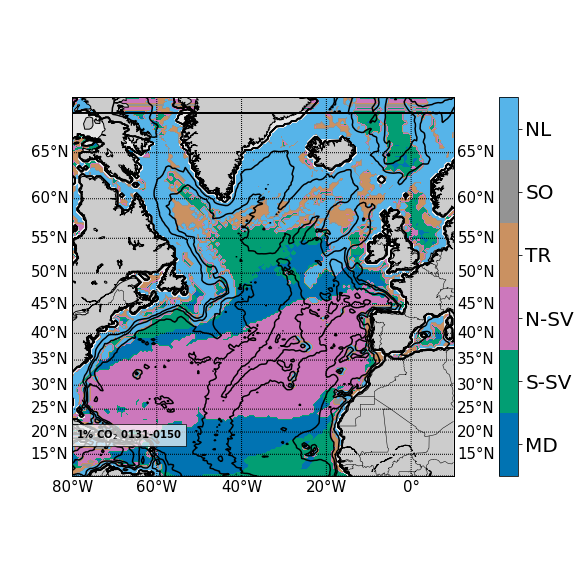 65°N 65°N
60°N 60°N
55°N 55°N
50°N 50°N
45°N 45°N
40°N 40°N
35°N 35°N
30°N 30°N
25°N 25°N
20°N 20°N
15°N 15°N
1% CO₂ 0131-0150
80°W 60°W 40°W 20°W 0°
NL
SO
TR
N-SV
S-SV
MD